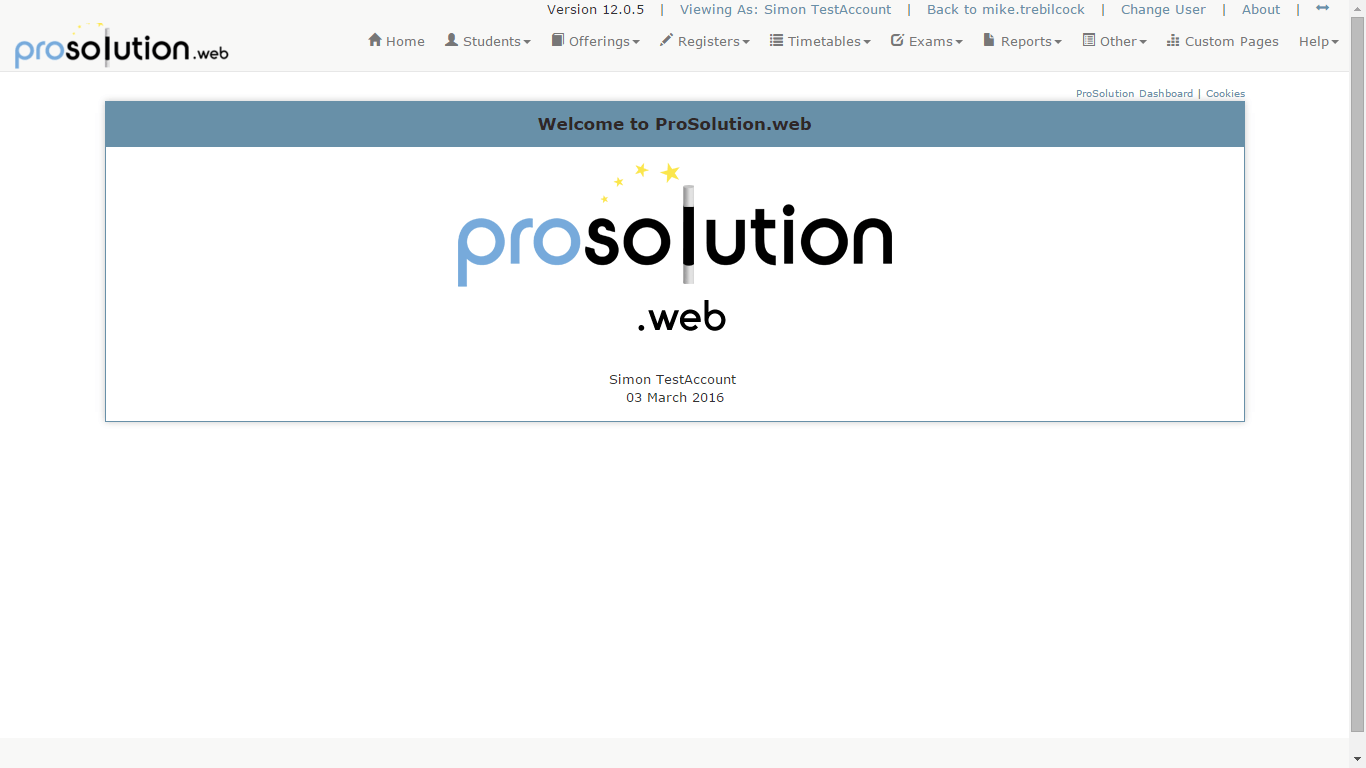 Version 12.0.5 | Viewing As: Simon TestAccount | Back to mike.trebilcock | Change User | About |
prosolution.web
Home Students Offerings Registers Timetables Exams Reports Other Custom Pages Help
ProSolution Dashboard | Cookies
Welcome to ProSolution.web
prosolution
.web
Simon TestAccount
03 March 2016